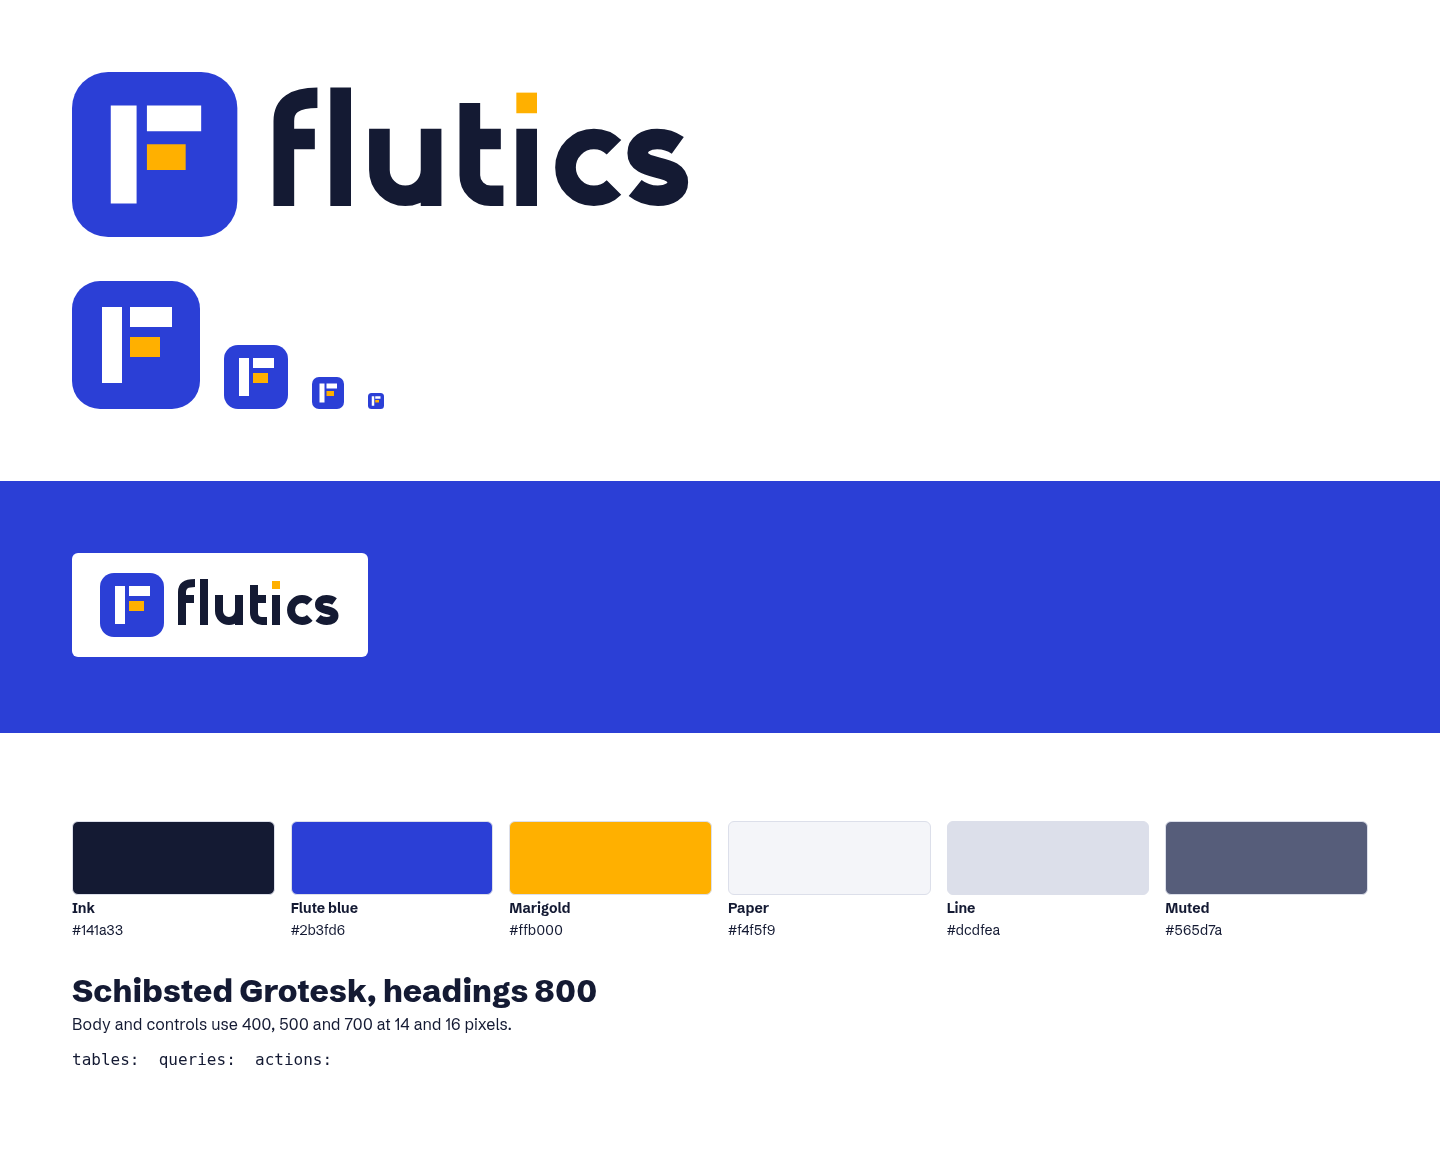 flutics
flutics
Ink
#141a33
Flute blue
#2b3fd6
Marigold
#ffb000
Paper
#f4f5f9
Line
#dcdfea
Muted
#565d7a
Schibsted Grotesk, headings 800
Body and controls use 400, 500 and 700 at 14 and 16 pixels.
tables: queries: actions: